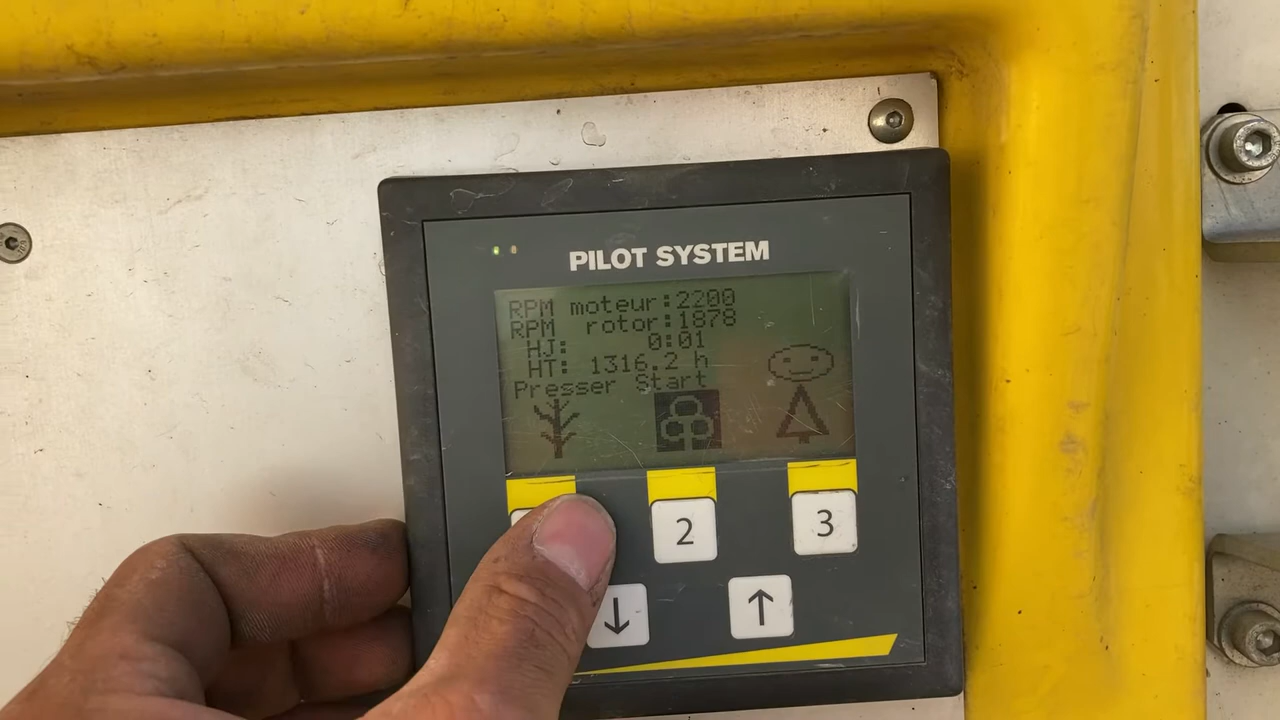 PILOT SYSTEM
RPM moteur:2200
RPM rotor:1878
HJ: 0:01
HT: 1316.2 h
Presser Start
2
3
↓
↑